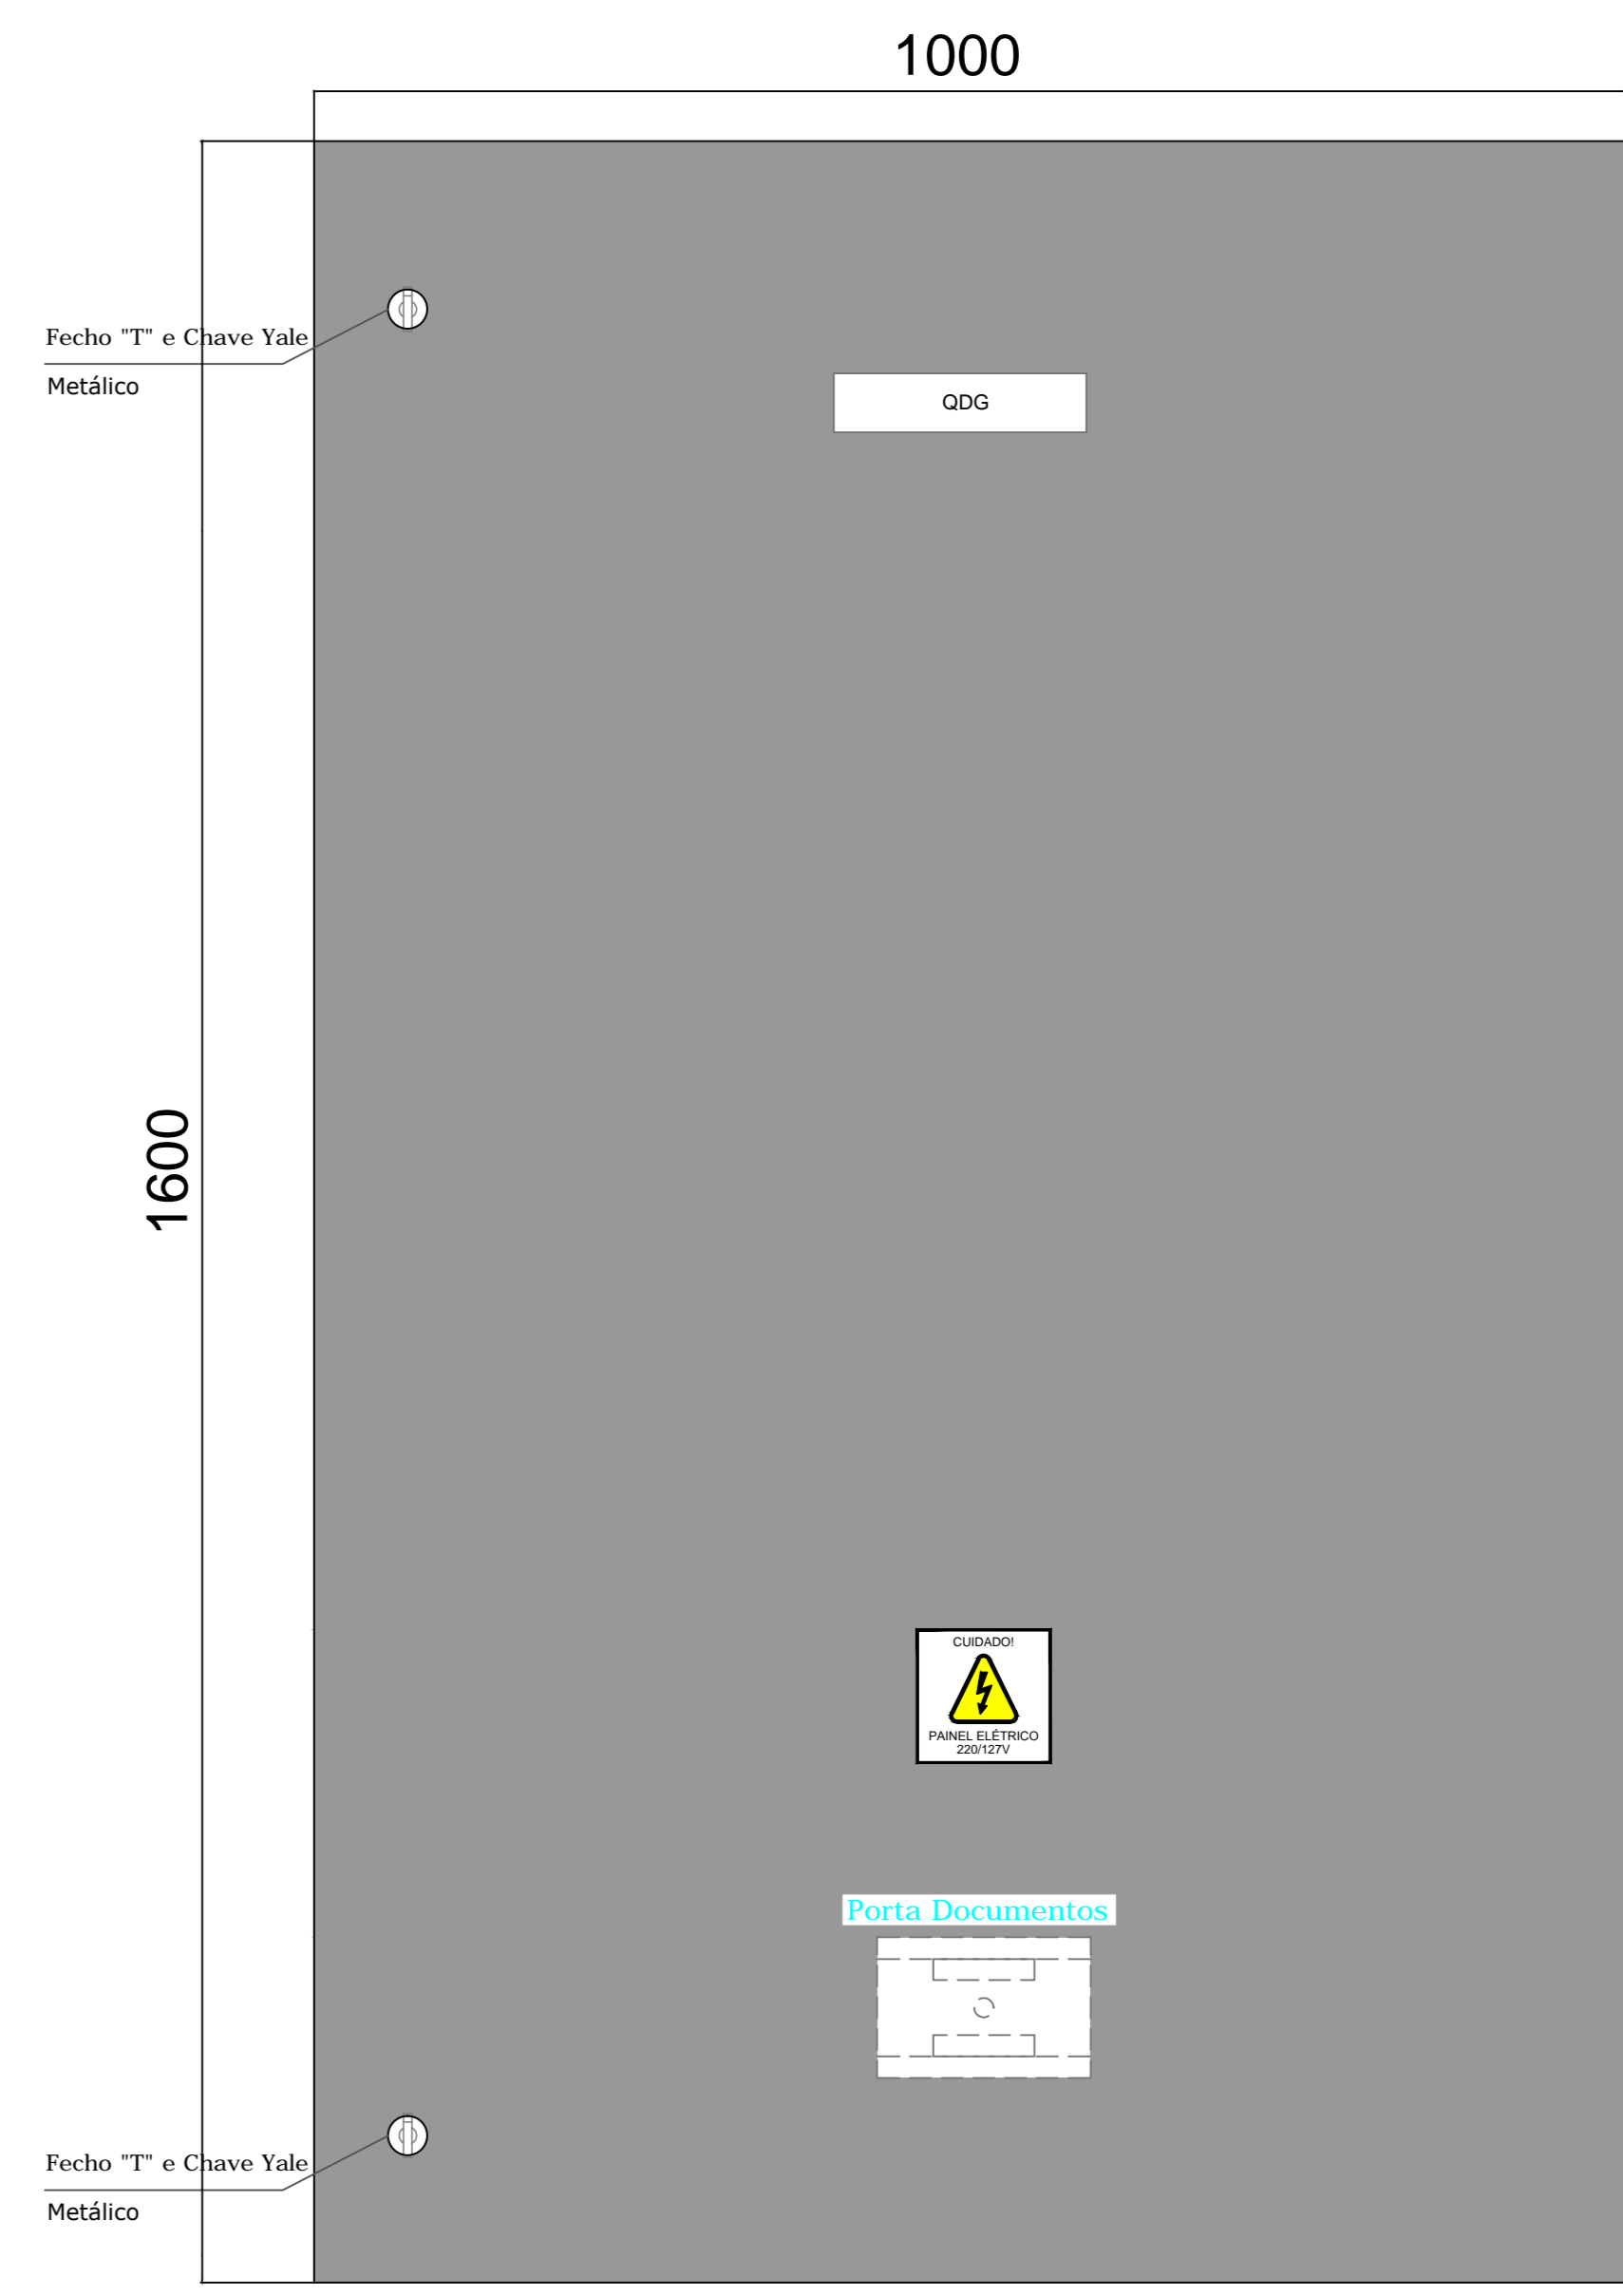 1000
Fecho "T" e Chave Yale
Metálico
QDG
1600
CUIDADO!
PAINEL ELÉTRICO
220/127V
Porta Documentos
Fecho "T" e Chave Yale
Metálico